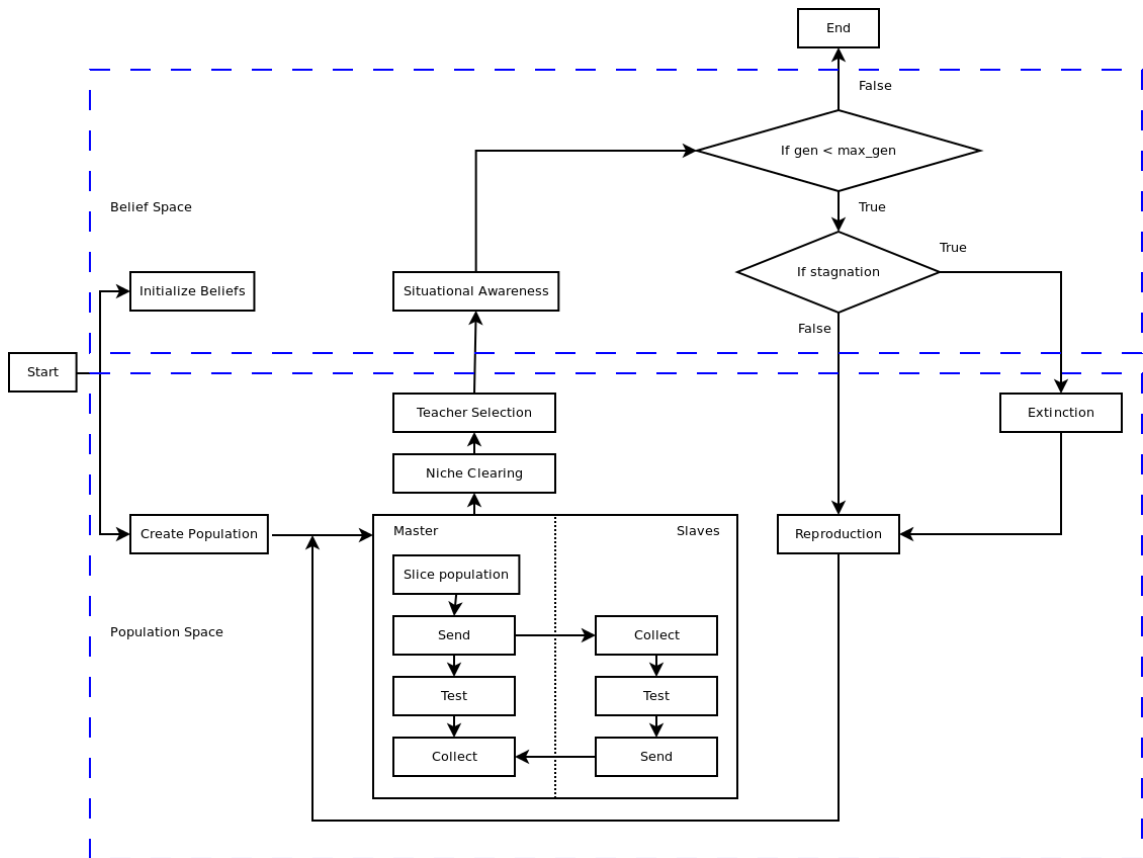 End
False
If gen < max_gen
Belief Space
True
True
If stagnation
Initialize Beliefs
Situational Awareness
False
Start
Teacher Selection
Extinction
Niche Clearing
Create Population
Master
Slaves
Reproduction
Slice population
Population Space
Send
Collect
Test
Test
Collect
Send